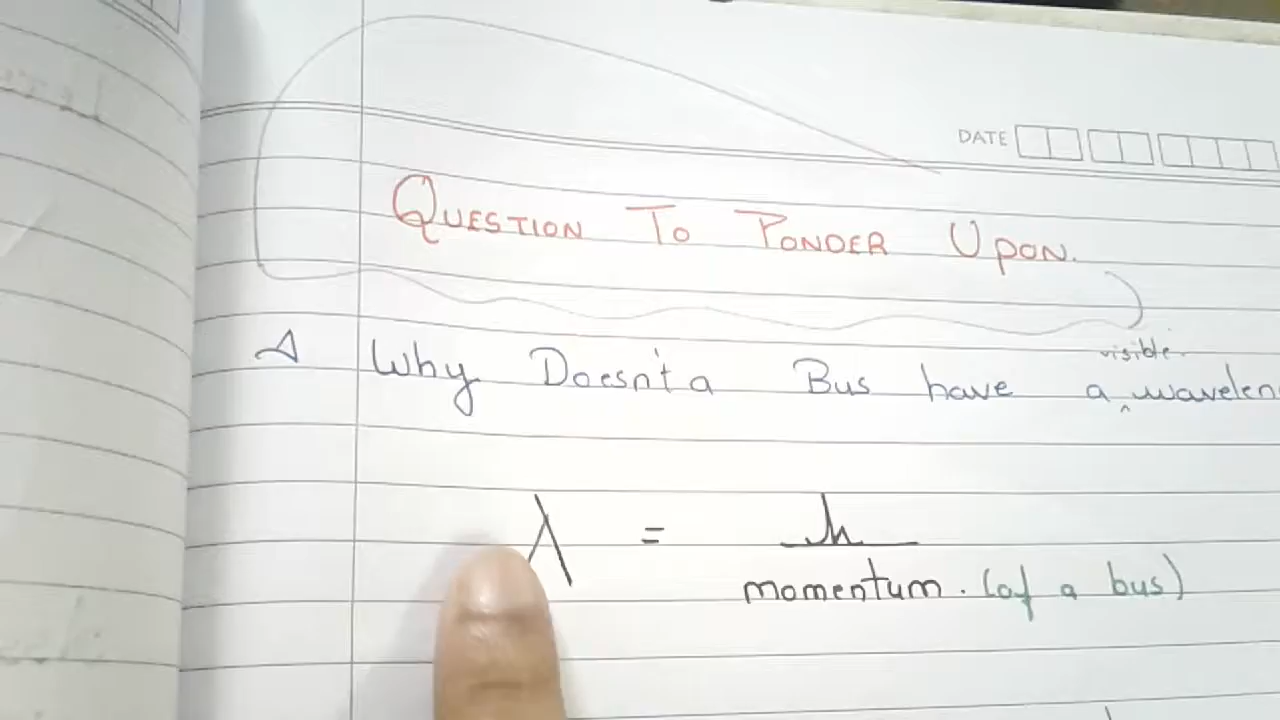 DATE
QUESTION TO PONDER UPON.
visible.
Why Doesn't a Bus have a ^ wavelen
λ = h
momentum. (of a bus)